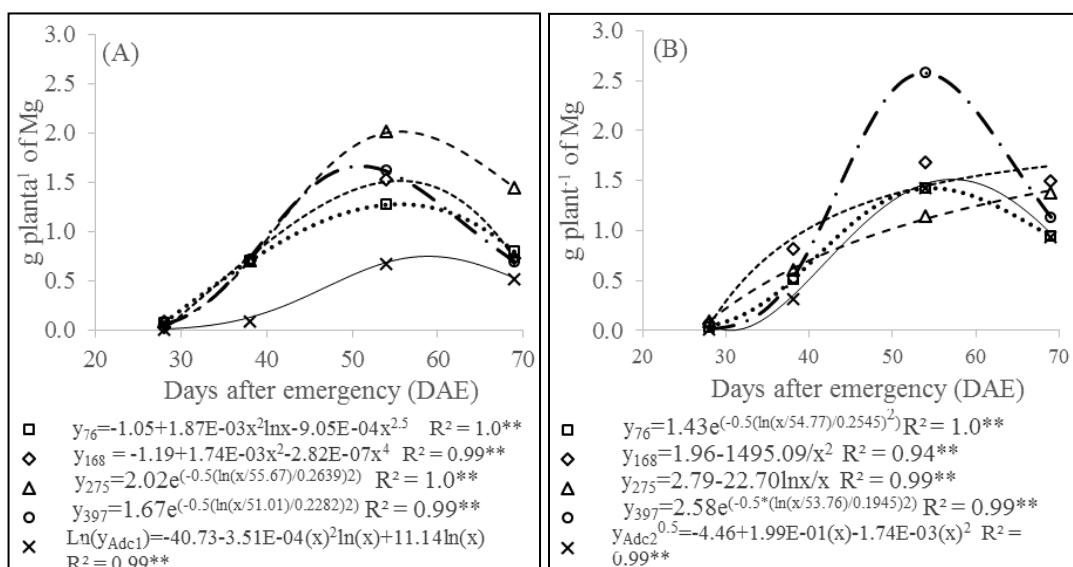 (A)
g planta¹ of Mg
3.0
2.5
2.0
1.5
1.0
0.5
0.0
20 30 40 50 60 70
Days after emergency (DAE)
y₇₆=-1.05+1.87E-03x²lnx-9.05E-04x²·⁵ R² = 1.0**
y₁₆₈ = -1.19+1.74E-03x²-2.82E-07x⁴ R² = 0.99**
y₂₇₅=2.02e^(-0.5(ln(x/55.67)/0.2639)2) R² = 1.0**
y₃₉₇=1.67e^(-0.5(ln(x/51.01)/0.2282)2) R² = 0.99**
Ln(y_Adc1)=-40.73-3.51E-04(x)²ln(x)+11.14ln(x)
R² = 0.99**
(B)
g plant⁻¹ of Mg
3.0
2.5
2.0
1.5
1.0
0.5
0.0
20 30 40 50 60 70
Days after emergency (DAE)
y₇₆=1.43e^(-0.5(ln(x/54.77)/0.2545)²) R² = 1.0**
y₁₆₈=1.96-1495.09/x² R² = 0.94**
y₂₇₅=2.79-22.70lnx/x R² = 0.99**
y₃₉₇=2.58e^(-0.5*(ln(x/53.76)/0.1945)2) R² = 0.99**
y_Adc2^0.5=-4.46+1.99E-01(x)-1.74E-03(x)² R² =
0.99**